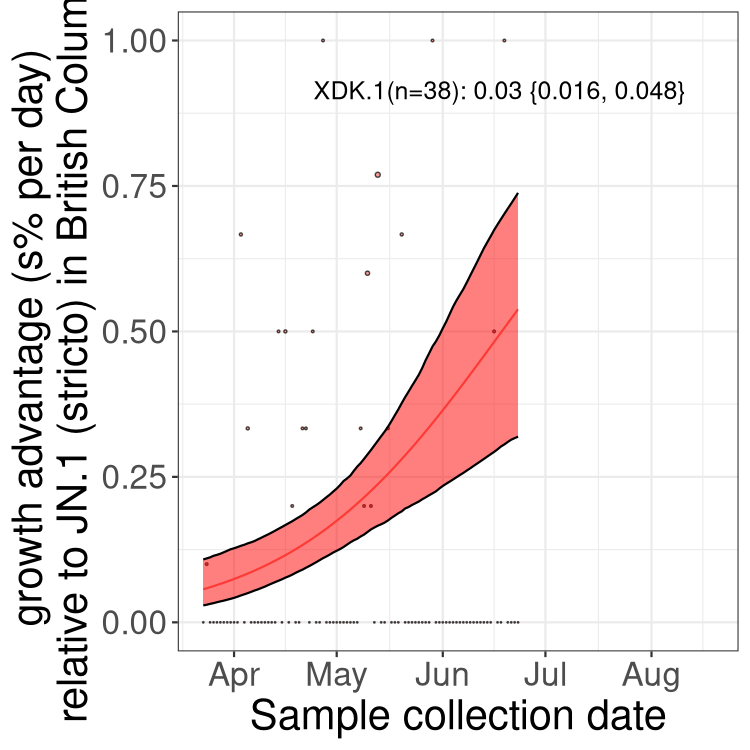 growth advantage (s% per day)
relative to JN.1 (stricto) in British Colum
1.00
0.75
0.50
0.25
0.00
XDK.1(n=38): 0.03 {0.016, 0.048}
Apr May Jun Jul Aug
Sample collection date